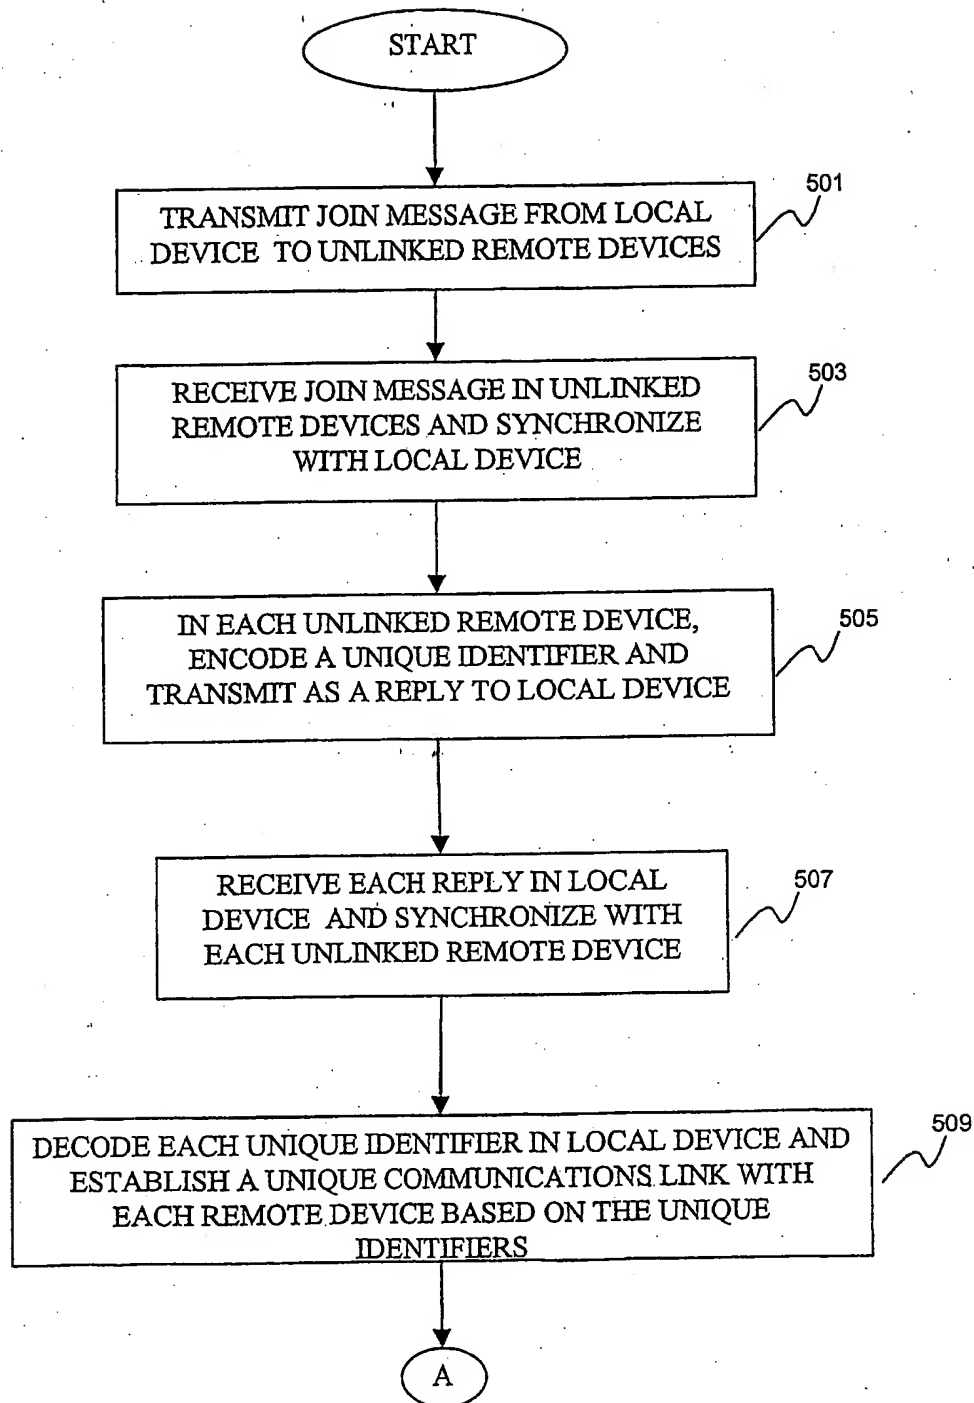 START
501
TRANSMIT JOIN MESSAGE FROM LOCAL
DEVICE TO UNLINKED REMOTE DEVICES
503
RECEIVE JOIN MESSAGE IN UNLINKED
REMOTE DEVICES AND SYNCHRONIZE
WITH LOCAL DEVICE
505
IN EACH UNLINKED REMOTE DEVICE,
ENCODE A UNIQUE IDENTIFIER AND
TRANSMIT AS A REPLY TO LOCAL DEVICE
507
RECEIVE EACH REPLY IN LOCAL
DEVICE AND SYNCHRONIZE WITH
EACH UNLINKED REMOTE DEVICE
509
DECODE EACH UNIQUE IDENTIFIER IN LOCAL DEVICE AND
ESTABLISH A UNIQUE COMMUNICATIONS LINK WITH
EACH REMOTE DEVICE BASED ON THE UNIQUE
IDENTIFIERS
A